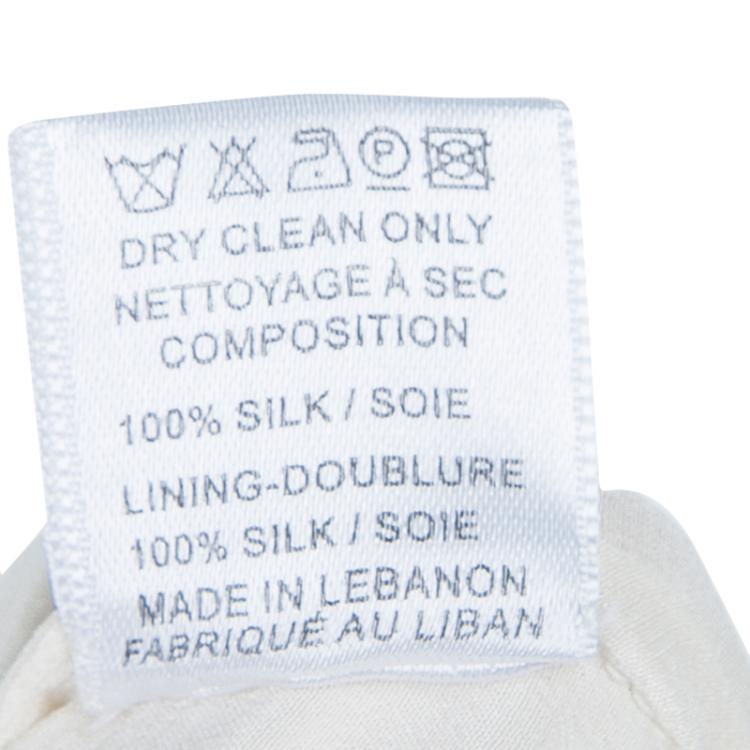 P
DRY CLEAN ONLY
NETTOYAGE À SEC
COMPOSITION
100% SILK / SOIE
LINING-DOUBLURE
100% SILK / SOIE
MADE IN LEBANON
FABRIQUÉ AU LIBAN